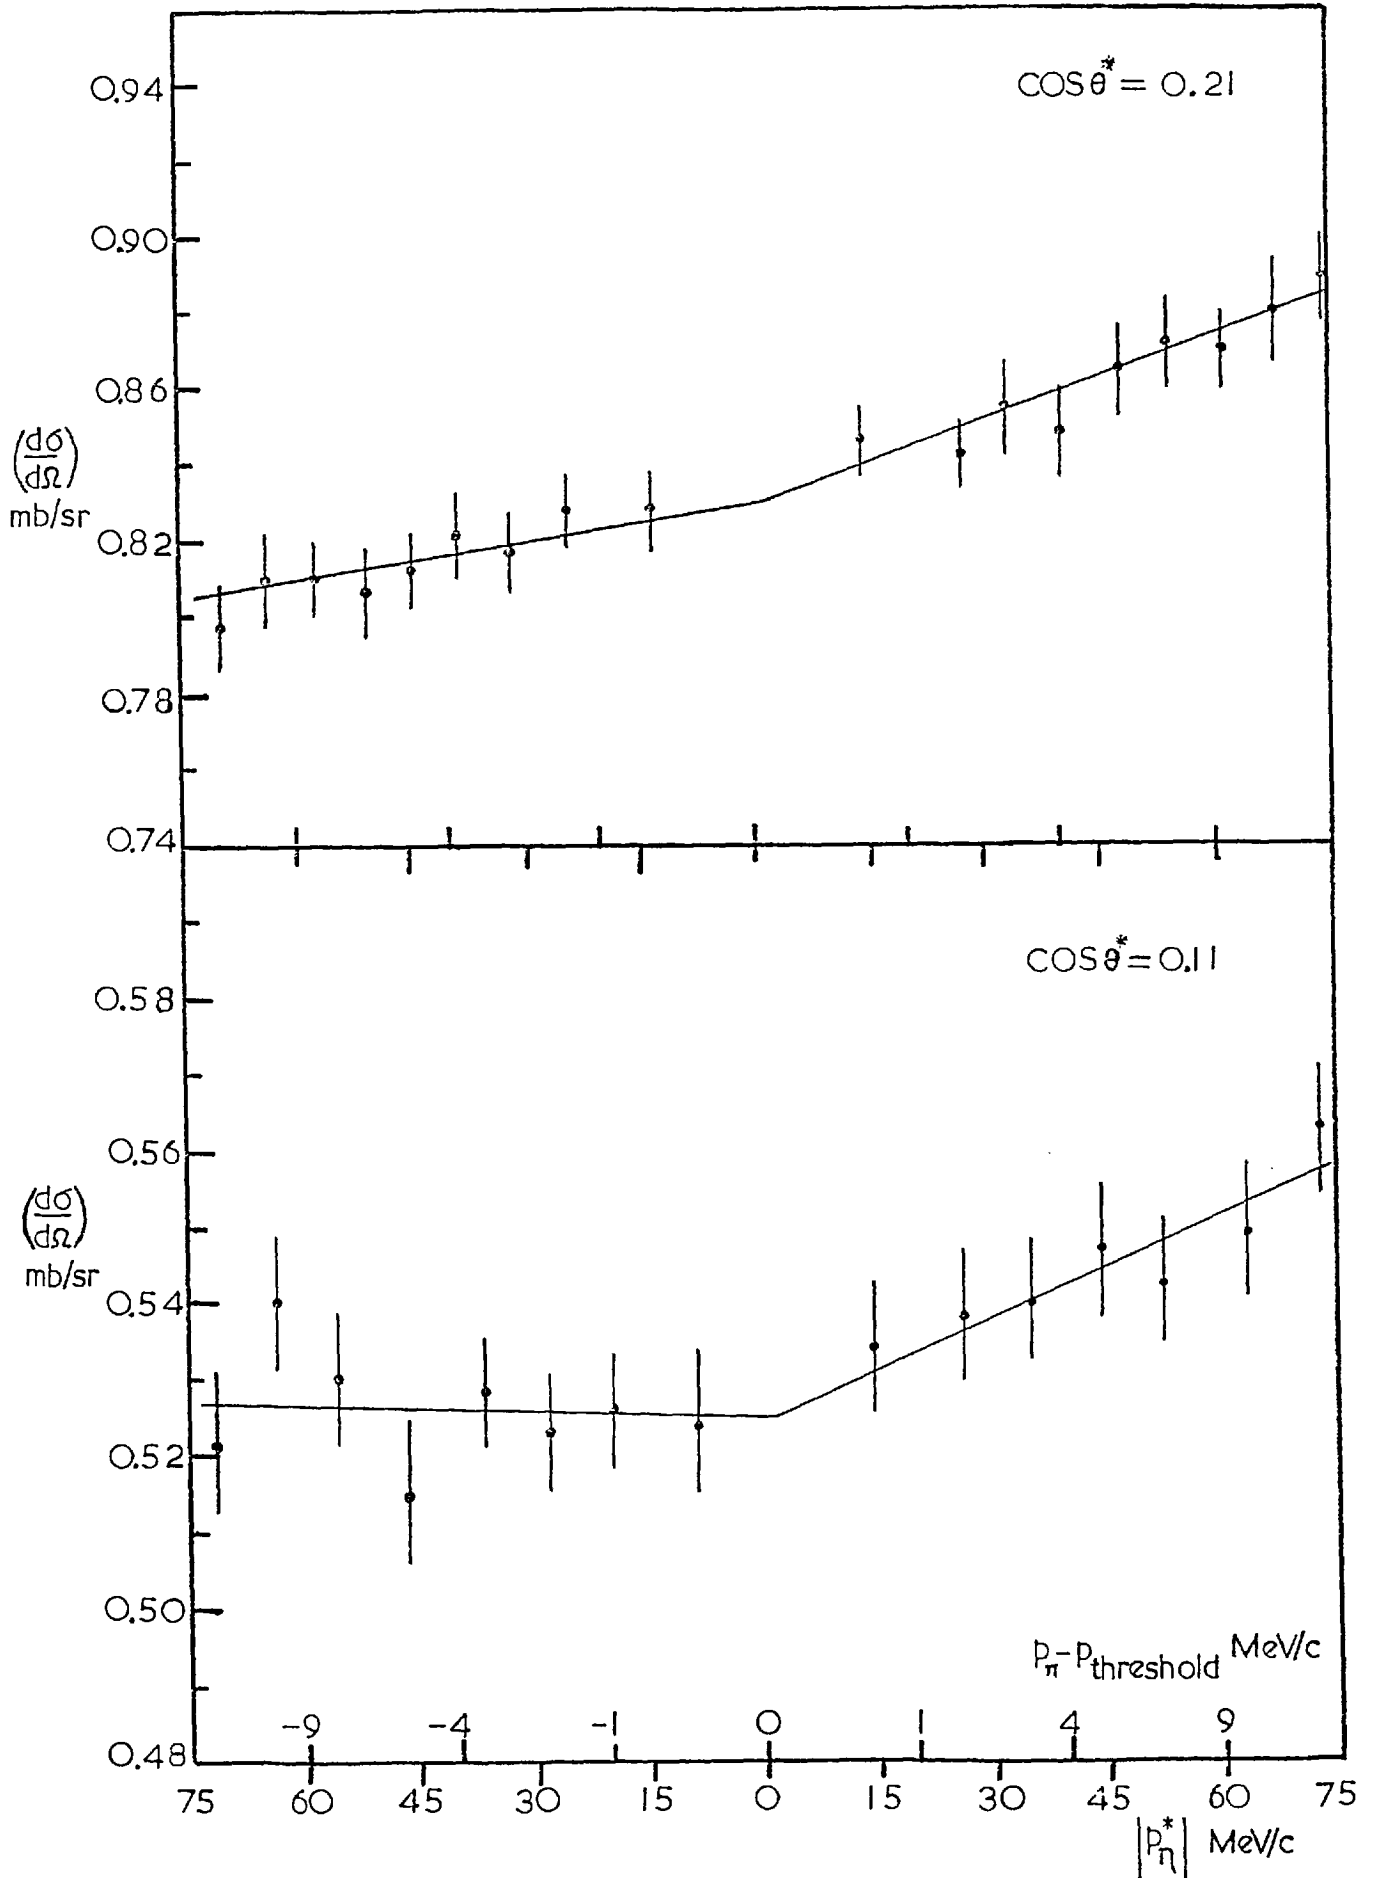 0.94
COSθ* = 0.21
0.90
0.86
(dσ/dΩ)
mb/sr
0.82
0.78
0.74
COSθ* = 0.11
0.58
0.56
(dσ/dΩ)
mb/sr
0.54
0.52
0.50
Pπ-Pthreshold MeV/c
-9 -4 -1 0 1 4 9
0.48
75 60 45 30 15 0 15 30 45 60 75
|P*η| MeV/c